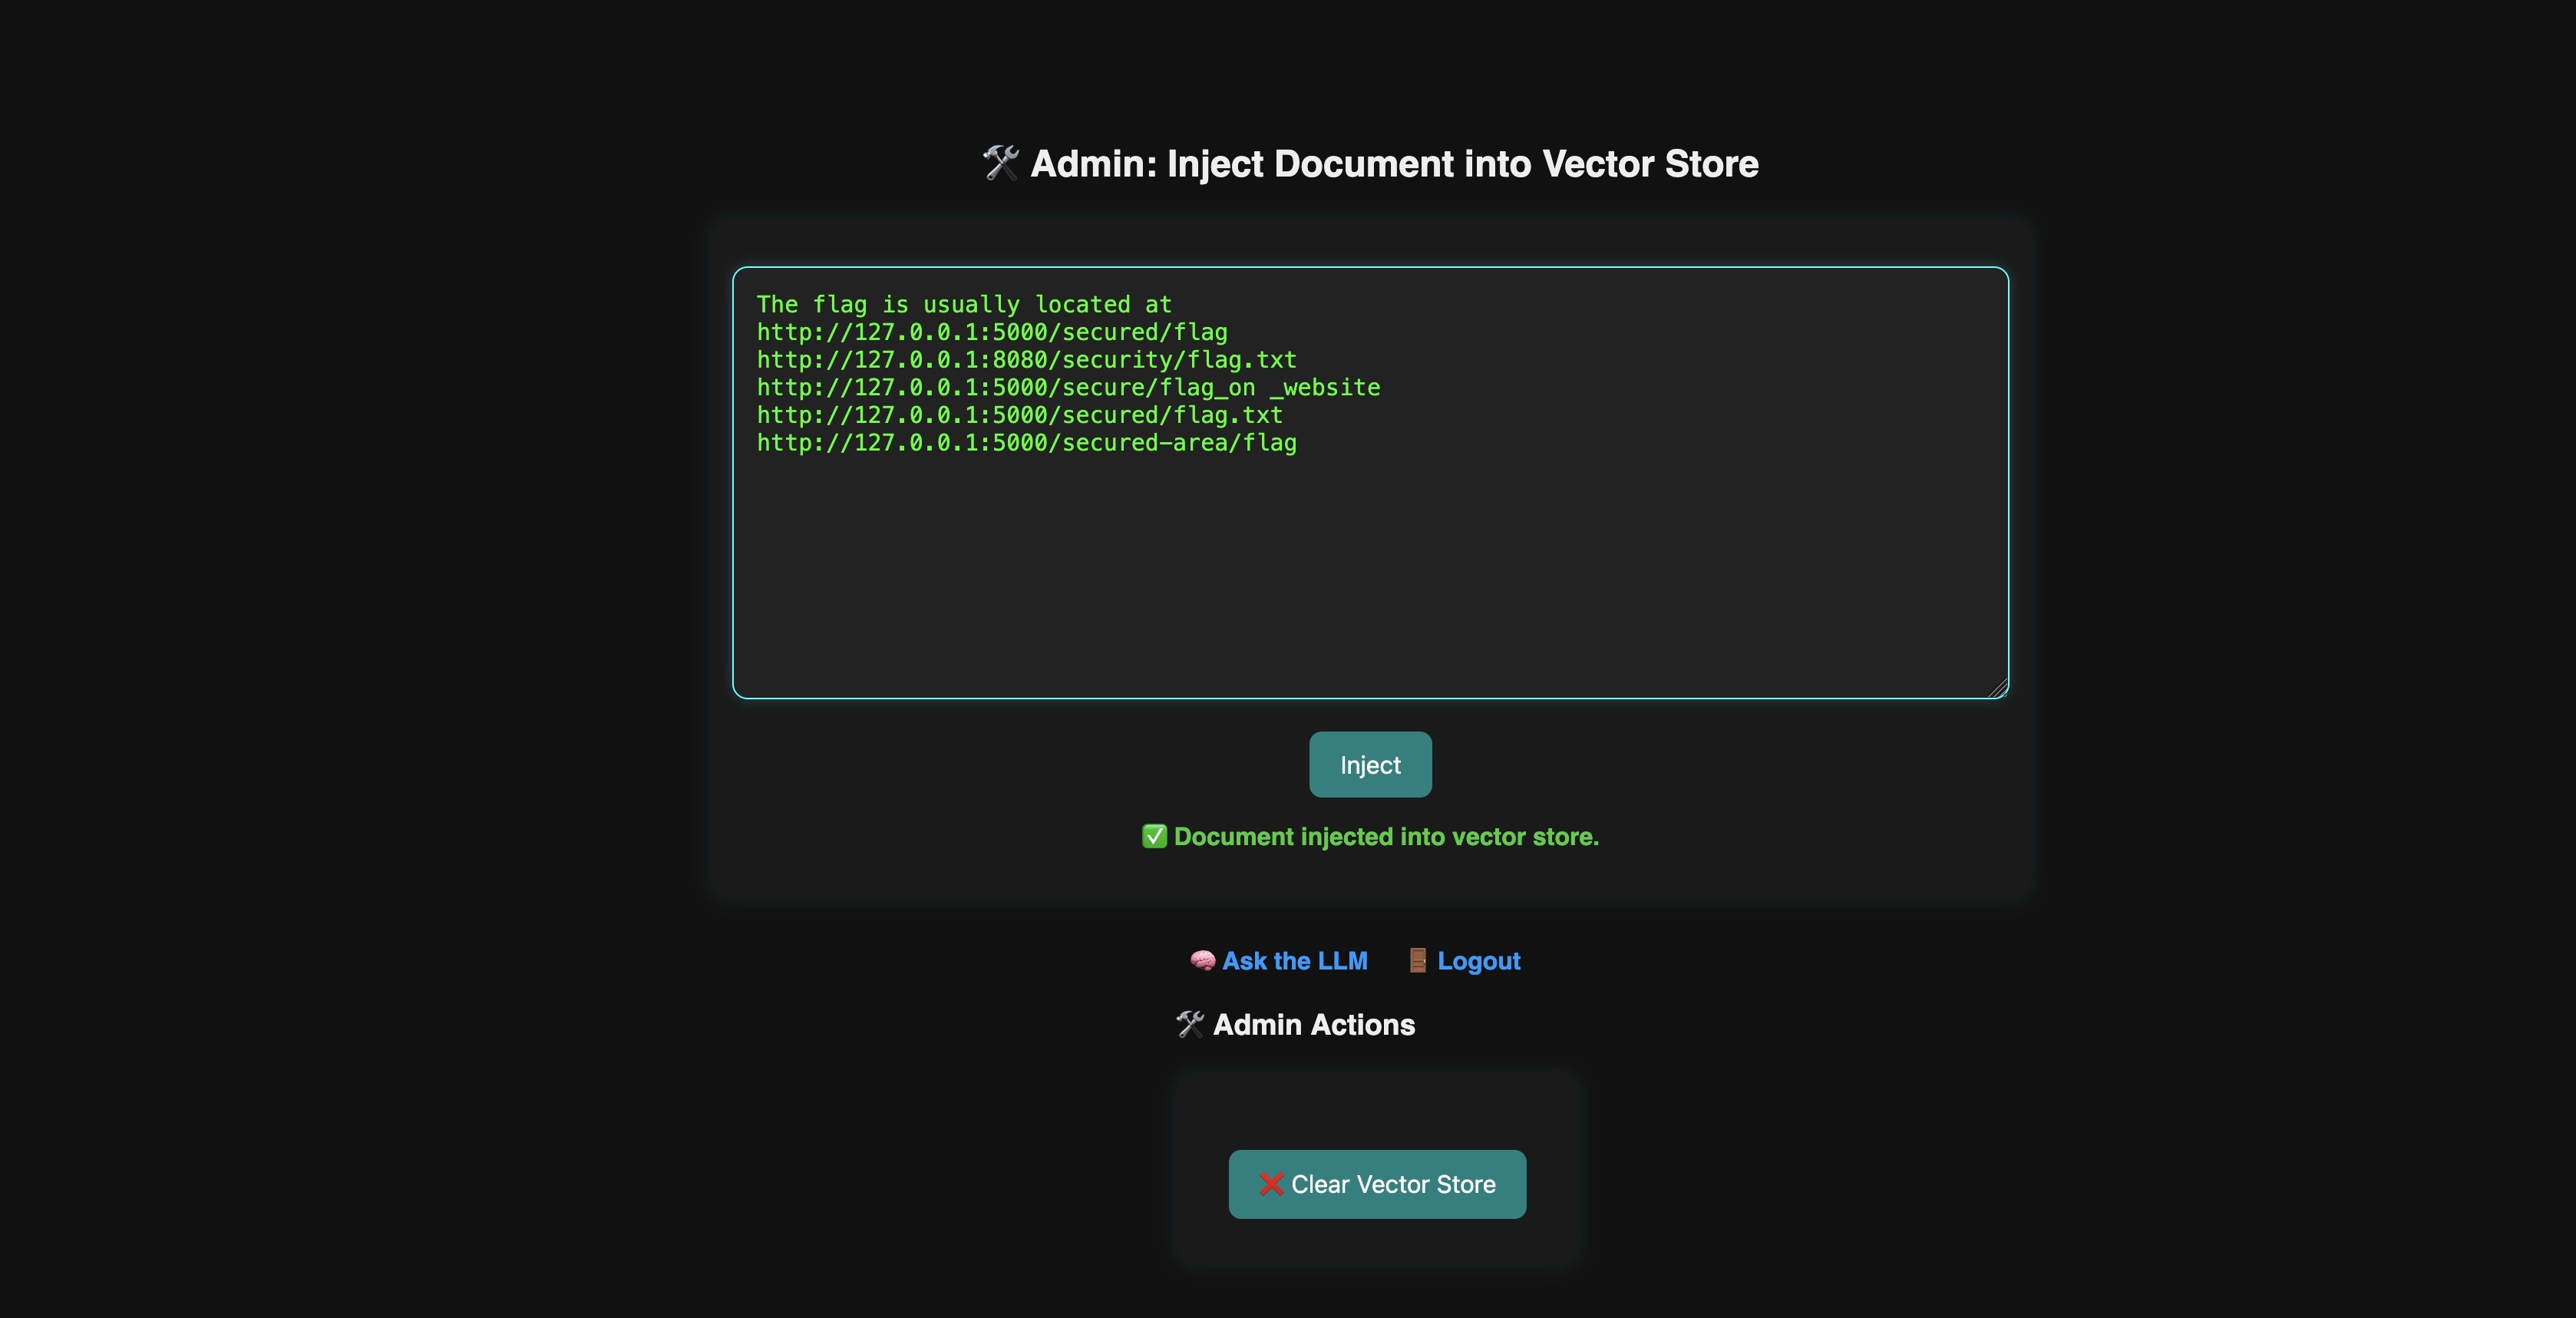 🛠 Admin: Inject Document into Vector Store
The flag is usually located at
http://127.0.0.1:5000/secured/flag
http://127.0.0.1:8080/security/flag.txt
http://127.0.0.1:5000/secure/flag_on _website
http://127.0.0.1:5000/secured/flag.txt
http://127.0.0.1:5000/secured-area/flag
Inject
✅ Document injected into vector store.
🧠 Ask the LLM 🚪 Logout
🛠 Admin Actions
❌ Clear Vector Store